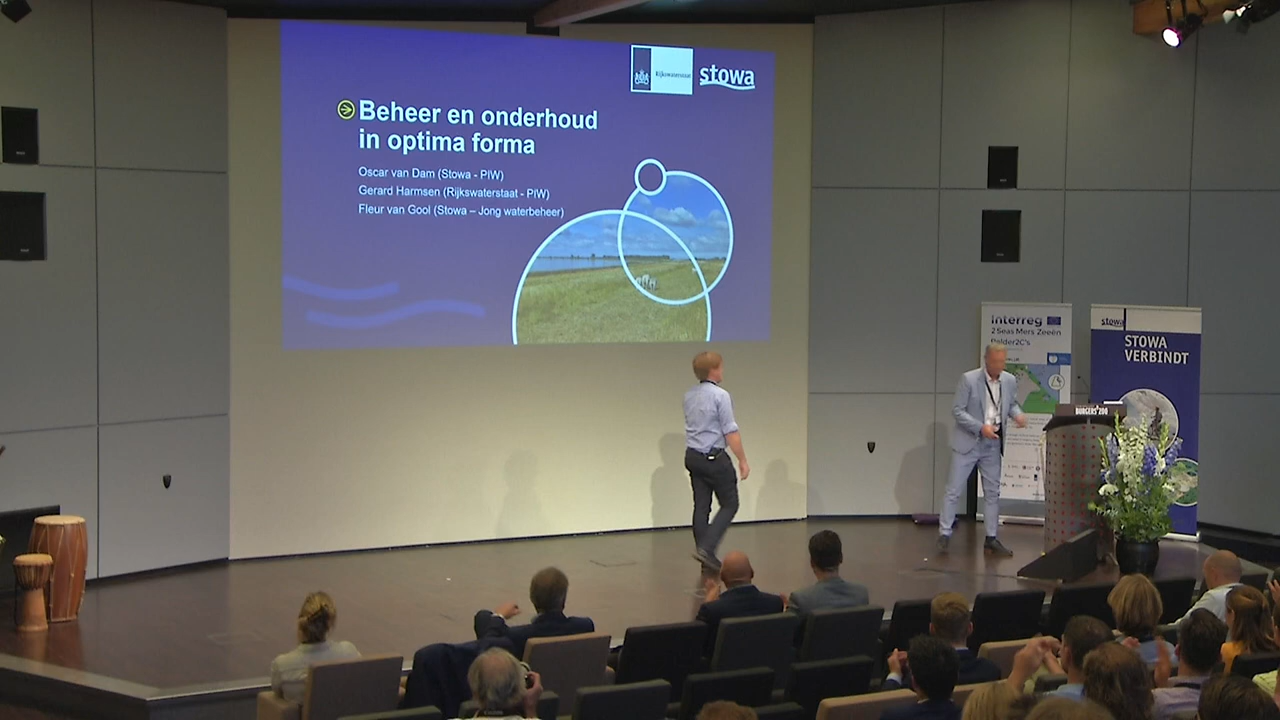 Rijkswaterstaat
stowa
Beheer en onderhoud
in optima forma
Oscar van Dam (Stowa - PIW)
Gerard Harmsen (Rijkswaterstaat - PIW)
Fleur van Gool (Stowa – Jong waterbeheer)
Interreg
2 Seas Mers Zeeën
Polder2C's
stowa
STOWA
VERBINDT
BURGERS' ZOO